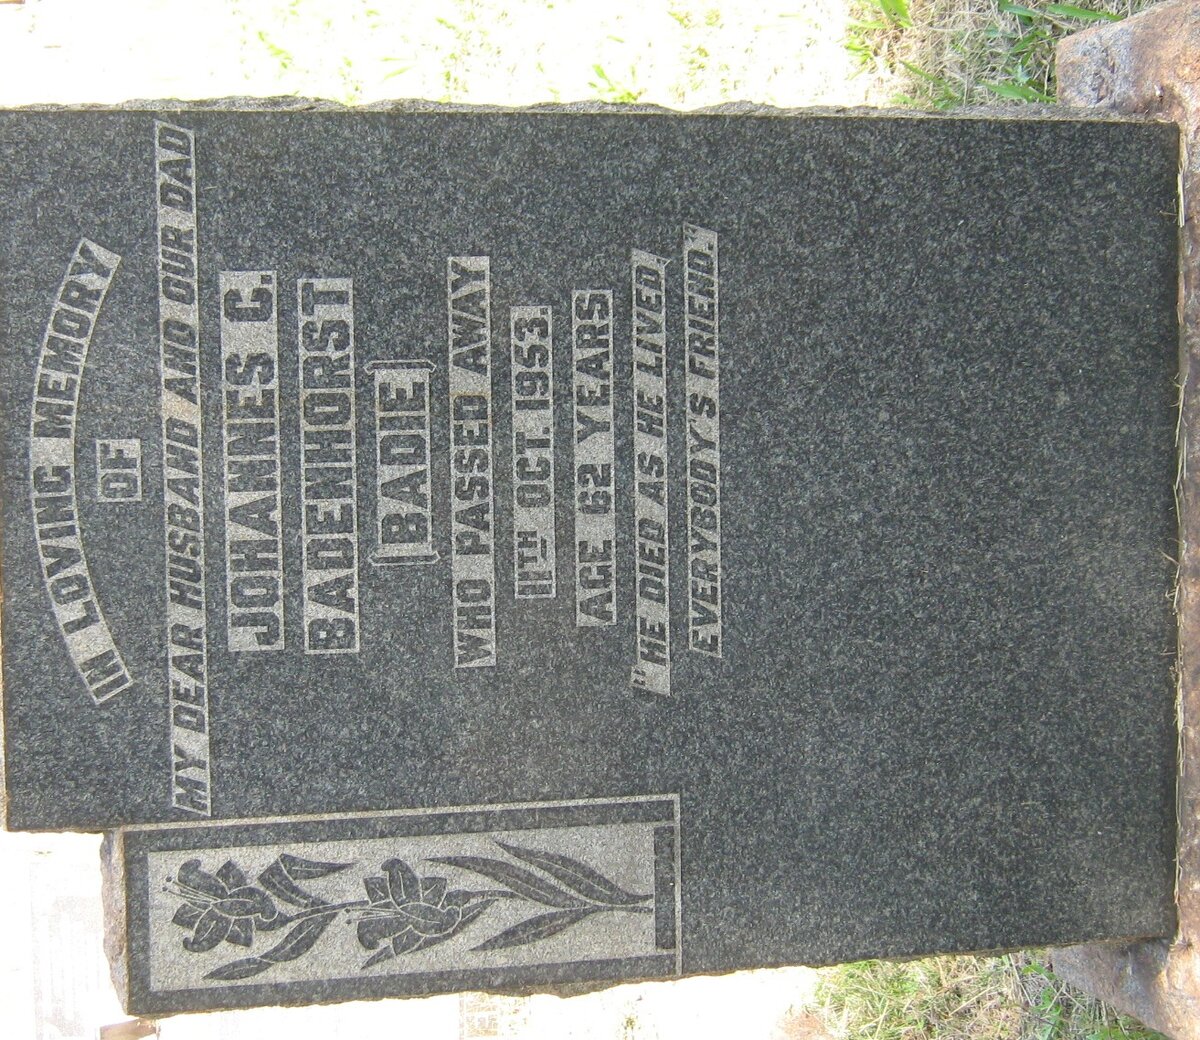 IN LOVING MEMORY
OF
MY DEAR HUSBAND AND OUR DAD
JOHANNES C.
BADENHORST
(BADIE)
WHO PASSED AWAY
11TH OCT. 1953.
AGE 62 YEARS
"HE DIED AS HE LIVED,
EVERYBODY'S FRIEND."